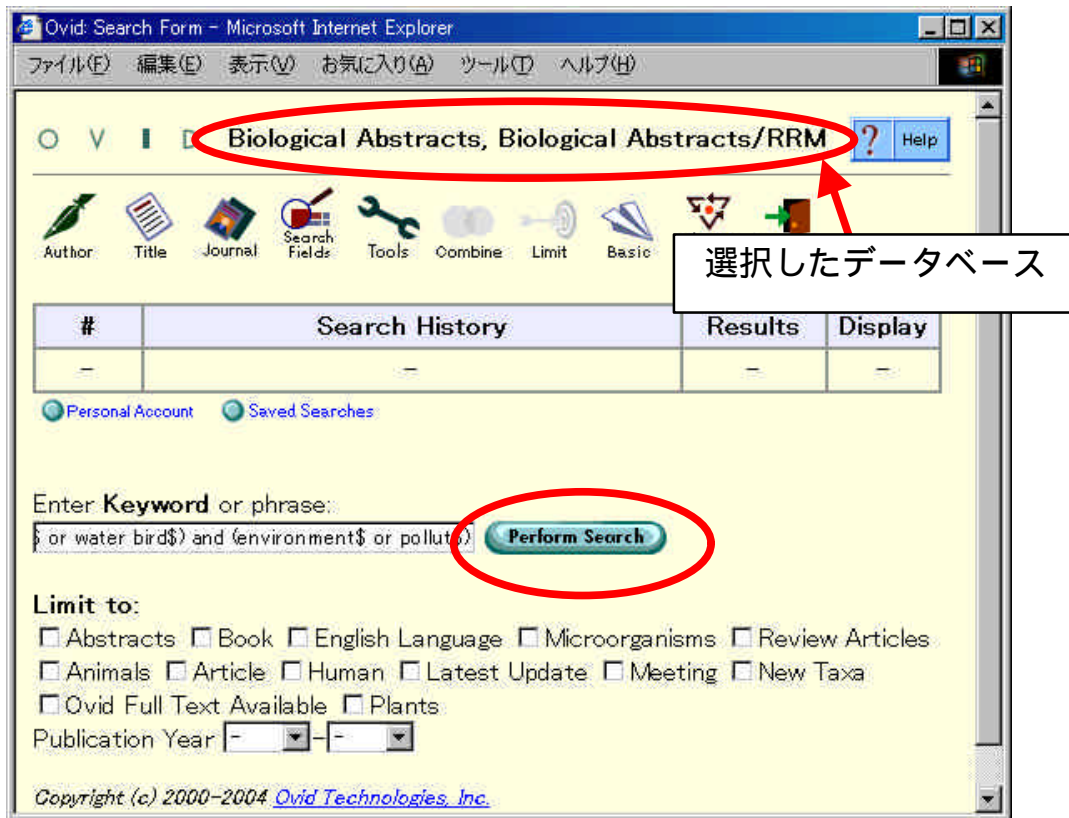 Ovid: Search Form - Microsoft Internet Explorer
ファイル(F) 編集(E) 表示(V) お気に入り(A) ツール(T) ヘルプ(H)
O V I D Biological Abstracts, Biological Abstracts/RRM ? Help
Author Title Journal Search Fields Tools Combine Limit Basic
選択したデータベース
# Search History Results Display
- - - -
Personal Account Saved Searches
Enter Keyword or phrase:
$ or water bird$) and (environment$ or pollut$) Perform Search
Limit to:
Abstracts Book English Language Microorganisms Review Articles
Animals Article Human Latest Update Meeting New Taxa
Ovid Full Text Available Plants
Publication Year - - -
Copyright (c) 2000-2004 Ovid Technologies, Inc.